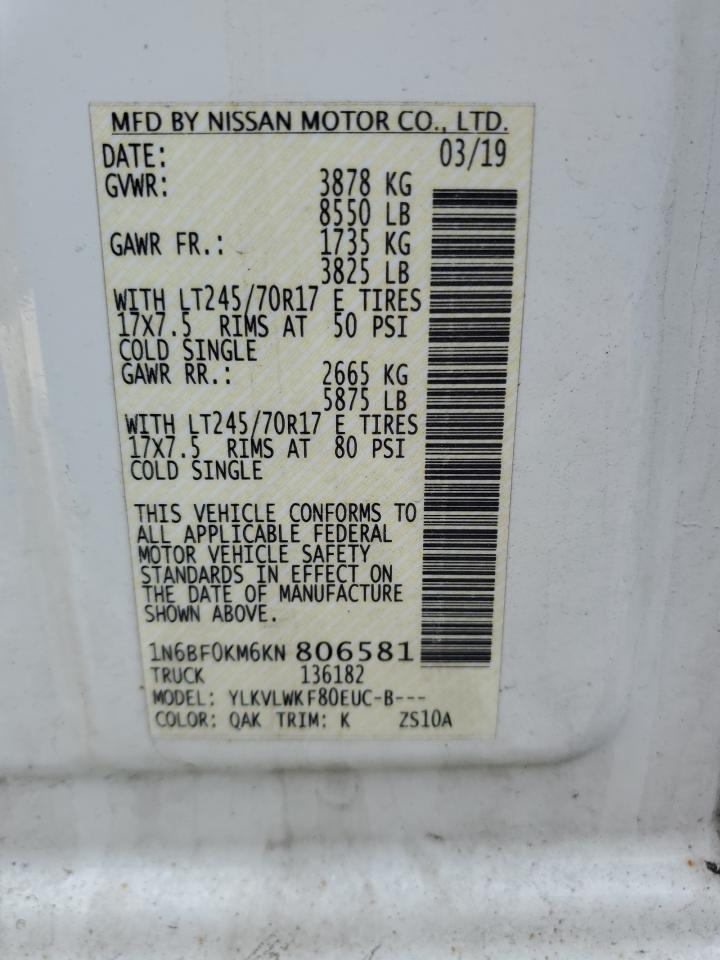 MFD BY NISSAN MOTOR CO., LTD.
DATE: 03/19
GVWR: 3878 KG
8550 LB
GAWR FR.: 1735 KG
3825 LB
WITH LT245/70R17 E TIRES
17X7.5 RIMS AT 50 PSI
COLD SINGLE
GAWR RR.: 2665 KG
5875 LB
WITH LT245/70R17 E TIRES
17X7.5 RIMS AT 80 PSI
COLD SINGLE
THIS VEHICLE CONFORMS TO
ALL APPLICABLE FEDERAL
MOTOR VEHICLE SAFETY
STANDARDS IN EFFECT ON
THE DATE OF MANUFACTURE
SHOWN ABOVE.
1N6BF0KM6KN 806581
TRUCK 136182
MODEL: YLKVLWKF80EUC-B---
COLOR: QAK TRIM: K ZS10A